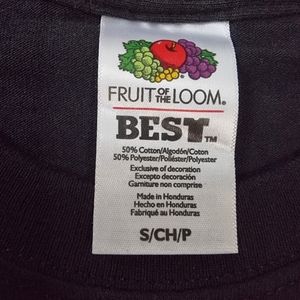 FRUIT OF THE LOOM®
BEST™
50% Cotton/Algodón/Coton
50% Polyester/Poliéster/Polyester
Exclusive of decoration
Excepto decoración
Garniture non comprise
Made in Honduras
Hecho en Honduras
Fabriqué au Honduras
S/CH/P